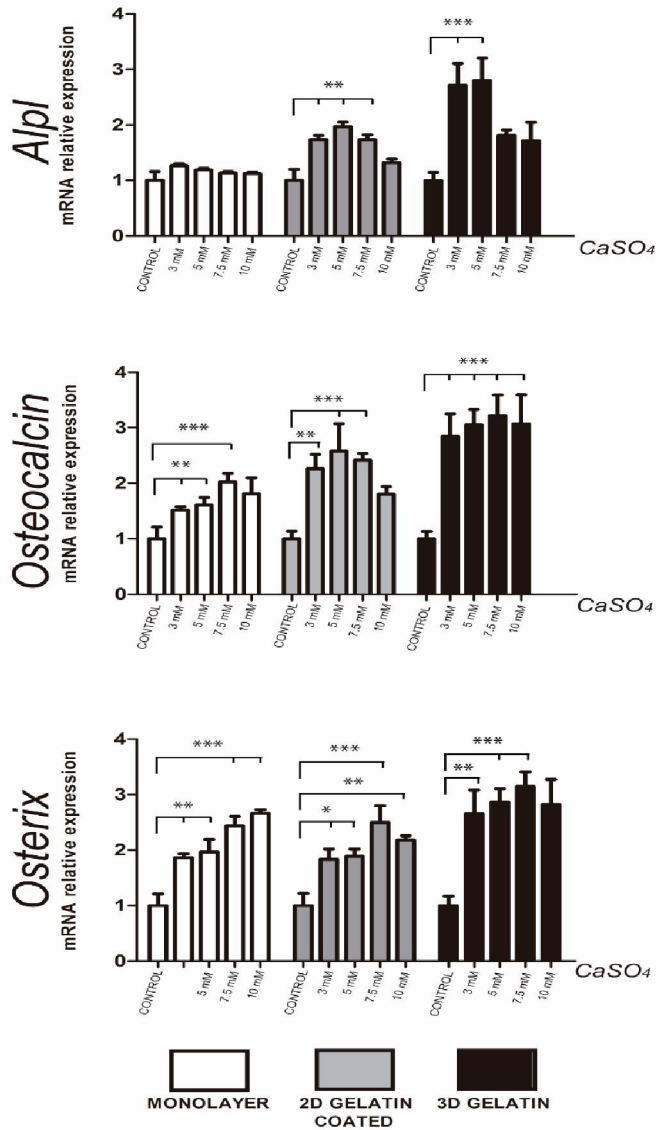 Alpl
mRNA relative expression
4
3
2
1
0
***
**
CONTROL 3 mM 5 mM 7.5 mM 10 mM CONTROL 3 mM 5 mM 7.5 mM 10 mM CONTROL 3 mM 5 mM 7.5 mM 10 mM
CaSO4
Osteocalcin
mRNA relative expression
4
3
2
1
0
***
*** ***
** **
CONTROL 3 mM 5 mM 7.5 mM 10 mM CONTROL 3 mM 5 mM 7.5 mM 10 mM CONTROL 3 mM 5 mM 7.5 mM 10 mM
CaSO4
Osterix
mRNA relative expression
4
3
2
1
0
*** *** ***
** ** **
*
CONTROL 5 mM 7.5 mM 10 mM CONTROL 3 mM 5 mM 7.5 mM 10 mM CONTROL 3 mM 5 mM 7.5 mM 10 mM
CaSO4
MONOLAYER 2D GELATIN 3D GELATIN
COATED